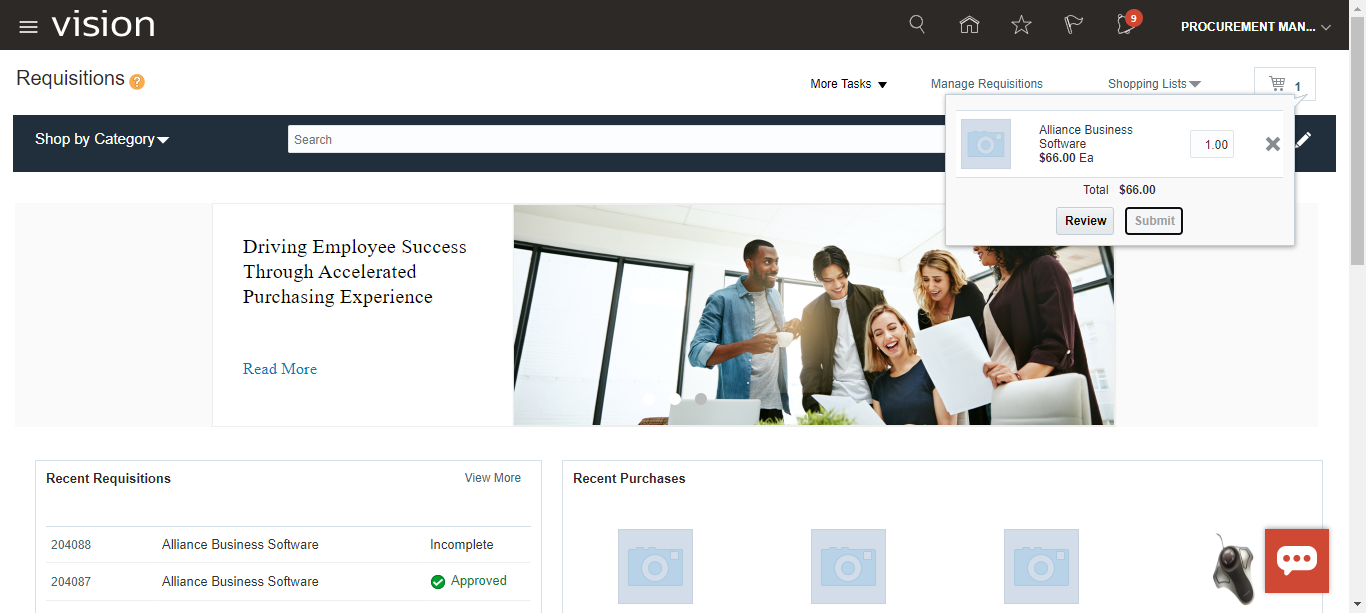 vision
9
PROCUREMENT MAN...
Requisitions ?
More Tasks
Manage Requisitions
Shopping Lists
1
Shop by Category
Search
Alliance Business
Software
$66.00 Ea
1.00
Total $66.00
Review
Submit
Driving Employee Success
Through Accelerated
Purchasing Experience
Read More
Recent Requisitions
View More
204088 Alliance Business Software Incomplete
204087 Alliance Business Software Approved
Recent Purchases